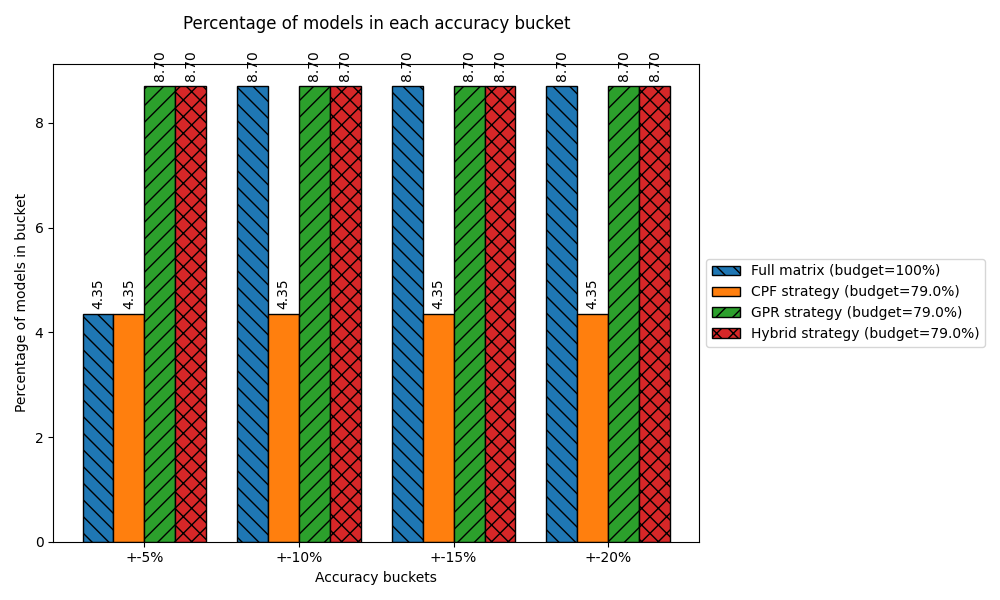 Percentage of models in each accuracy bucket
8.70 8.70 8.70 8.70 8.70 8.70 8.70 8.70 8.70 8.70 8.70
4.35 4.35 4.35 4.35 4.35
Percentage of models in bucket
8
6
4
2
0
+-5% +-10% +-15% +-20%
Accuracy buckets
Full matrix (budget=100%)
CPF strategy (budget=79.0%)
GPR strategy (budget=79.0%)
Hybrid strategy (budget=79.0%)